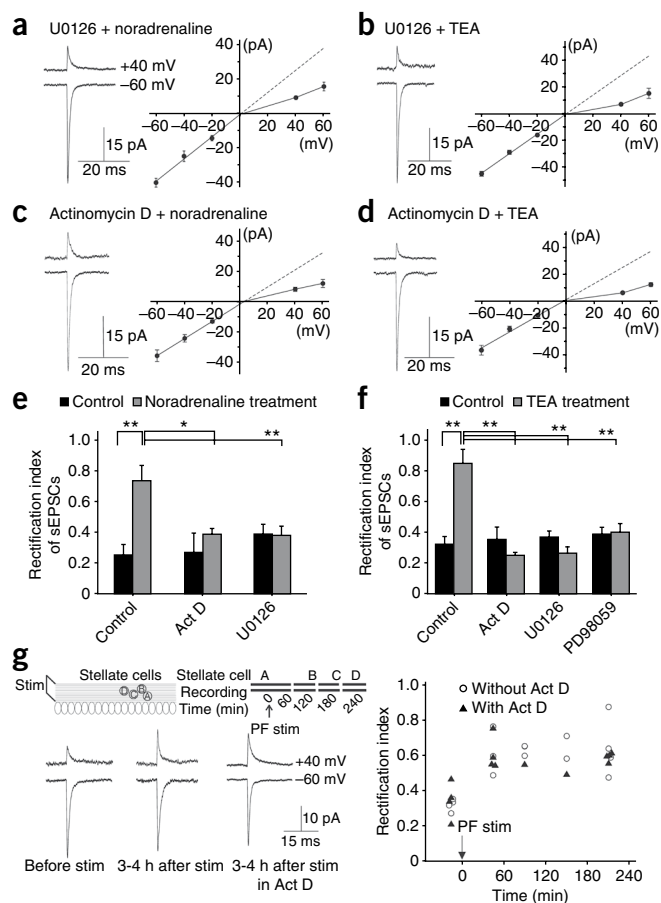 a
U0126 + noradrenaline
+40 mV
–60 mV
15 pA
20 ms
(pA)
40
20
–60 –40 –20
20 40 60
(mV)
–20
–40
b
U0126 + TEA
15 pA
20 ms
(pA)
40
20
–60 –40 –20
20 40 60
(mV)
–20
–40
c
Actinomycin D + noradrenaline
15 pA
20 ms
(pA)
40
20
–60 –40 –20
0 20 40 60
(mV)
–20
–40
d
Actinomycin D + TEA
15 pA
20 ms
(pA)
40
20
–60 –40 –20
0 20 40 60
(mV)
–20
–40
e
Control Noradrenaline treatment
** * **
Rectification index
of sEPSCs
1.0
0.8
0.6
0.4
0.2
0
Control
Act D
U0126
f
Control TEA treatment
** ** ** **
Rectification index
of sEPSCs
1.0
0.8
0.6
0.4
0.2
0
Control
Act D
U0126
PD98059
g
Stim
Stellate cells
D C B A
Stellate cell A B C D
Recording
Time (min) 0 60 120 180 240
PF stim
+40 mV
–60 mV
10 pA
15 ms
Before stim
3-4 h after stim
3-4 h after stim
in Act D
Without Act D
With Act D
Rectification index
1.0
0.8
0.6
0.4
0.2
0
PF stim
0 60 120 180 240
Time (min)